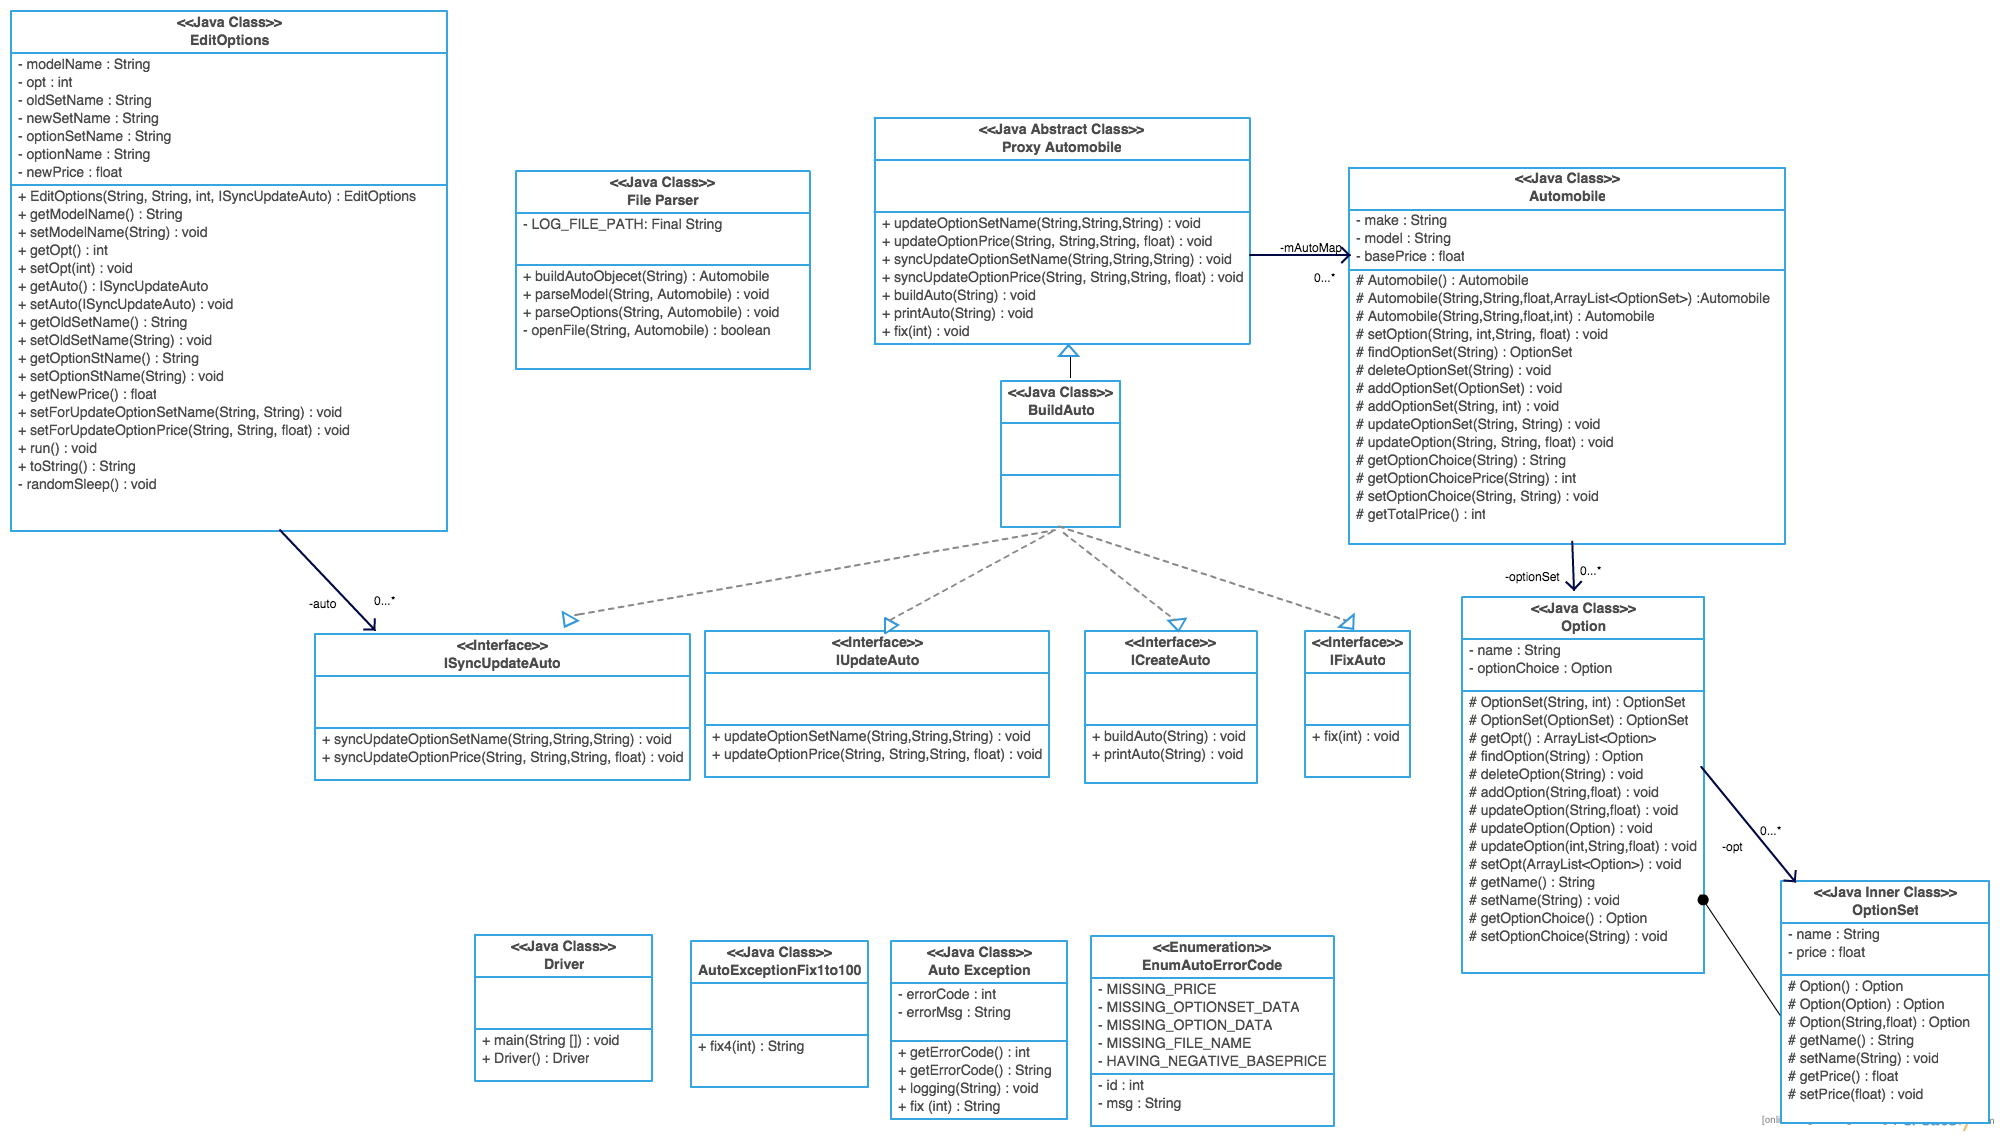 <<Java Class>>
EditOptions
- modelName : String
- opt : int
- oldSetName : String
- newSetName : String
- optionSetName : String
- optionName : String
- newPrice : float
+ EditOptions(String, String, int, ISyncUpdateAuto) : EditOptions
+ getModelName() : String
+ setModelName(String) : void
+ getOpt() : int
+ setOpt(int) : void
+ getAuto() : ISyncUpdateAuto
+ setAuto(ISyncUpdateAuto) : void
+ getOldSetName() : String
+ setOldSetName(String) : void
+ getOptionStName() : String
+ setOptionStName(String) : void
+ getNewPrice() : float
+ setForUpdateOptionSetName(String, String) : void
+ setForUpdateOptionPrice(String, String, float) : void
+ run() : void
+ toString() : String
- randomSleep() : void
<<Java Class>>
File Parser
- LOG_FILE_PATH: Final String
+ buildAutoObjecet(String) : Automobile
+ parseModel(String, Automobile) : void
+ parseOptions(String, Automobile) : void
- openFile(String, Automobile) : boolean
<<Java Abstract Class>>
Proxy Automobile
+ updateOptionSetName(String,String,String) : void
+ updateOptionPrice(String, String,String, float) : void
+ syncUpdateOptionSetName(String,String,String) : void
+ syncUpdateOptionPrice(String, String,String, float) : void
+ buildAuto(String) : void
+ printAuto(String) : void
+ fix(int) : void
-mAutoMap
0...*
<<Java Class>>
Automobile
- make : String
- model : String
- basePrice : float
# Automobile() : Automobile
# Automobile(String,String,float,ArrayList<OptionSet>) :Automobile
# Automobile(String,String,float,int) : Automobile
# setOption(String, int,String, float) : void
# findOptionSet(String) : OptionSet
# deleteOptionSet(String) : void
# addOptionSet(OptionSet) : void
# addOptionSet(String, int) : void
# updateOptionSet(String, String) : void
# updateOption(String, String, float) : void
# getOptionChoice(String) : String
# getOptionChoicePrice(String) : int
# setOptionChoice(String, String) : void
# getTotalPrice() : int
<<Java Class>>
BuildAuto
-auto
0...*
-optionSet
0...*
<<Interface>>
ISyncUpdateAuto
+ syncUpdateOptionSetName(String,String,String) : void
+ syncUpdateOptionPrice(String, String,String, float) : void
<<Interface>>
IUpdateAuto
+ updateOptionSetName(String,String,String) : void
+ updateOptionPrice(String, String,String, float) : void
<<Interface>>
ICreateAuto
+ buildAuto(String) : void
+ printAuto(String) : void
<<Interface>>
IFixAuto
+ fix(int) : void
<<Java Class>>
Option
- name : String
- optionChoice : Option
# OptionSet(String, int) : OptionSet
# OptionSet(OptionSet) : OptionSet
# getOpt() : ArrayList<Option>
# findOption(String) : Option
# deleteOption(String) : void
# addOption(String,float) : void
# updateOption(String,float) : void
# updateOption(Option) : void
# updateOption(int,String,float) : void
# setOpt(ArrayList<Option>) : void
# getName() : String
# setName(String) : void
# getOptionChoice() : Option
# setOptionChoice(String) : void
0...*
-opt
<<Java Inner Class>>
OptionSet
- name : String
- price : float
# Option() : Option
# Option(Option) : Option
# Option(String,float) : Option
# getName() : String
# setName(String) : void
# getPrice() : float
# setPrice(float) : void
<<Java Class>>
Driver
+ main(String []) : void
+ Driver() : Driver
<<Java Class>>
AutoExceptionFix1to100
+ fix4(int) : String
<<Java Class>>
Auto Exception
- errorCode : int
- errorMsg : String
+ getErrorCode() : int
+ getErrorCode() : String
+ logging(String) : void
+ fix (int) : String
<<Enumeration>>
EnumAutoErrorCode
- MISSING_PRICE
- MISSING_OPTIONSET_DATA
- MISSING_OPTION_DATA
- MISSING_FILE_NAME
- HAVING_NEGATIVE_BASEPRICE
- id : int
- msg : String